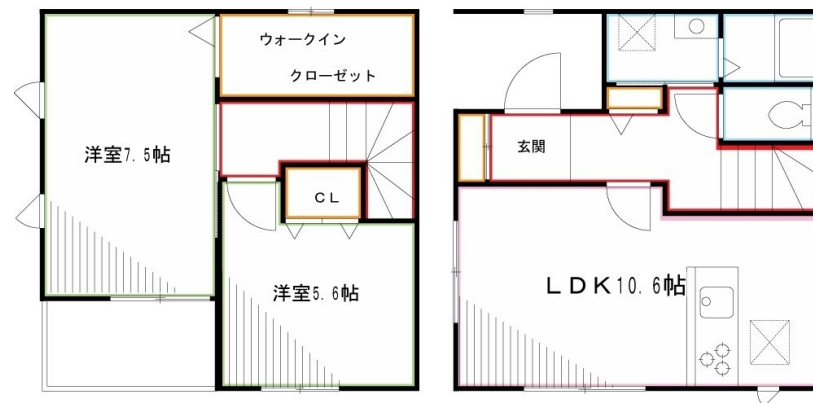 ウォークイン
クローゼット
洋室7.5帖
CL
洋室5.6帖
玄関
LDK10.6帖